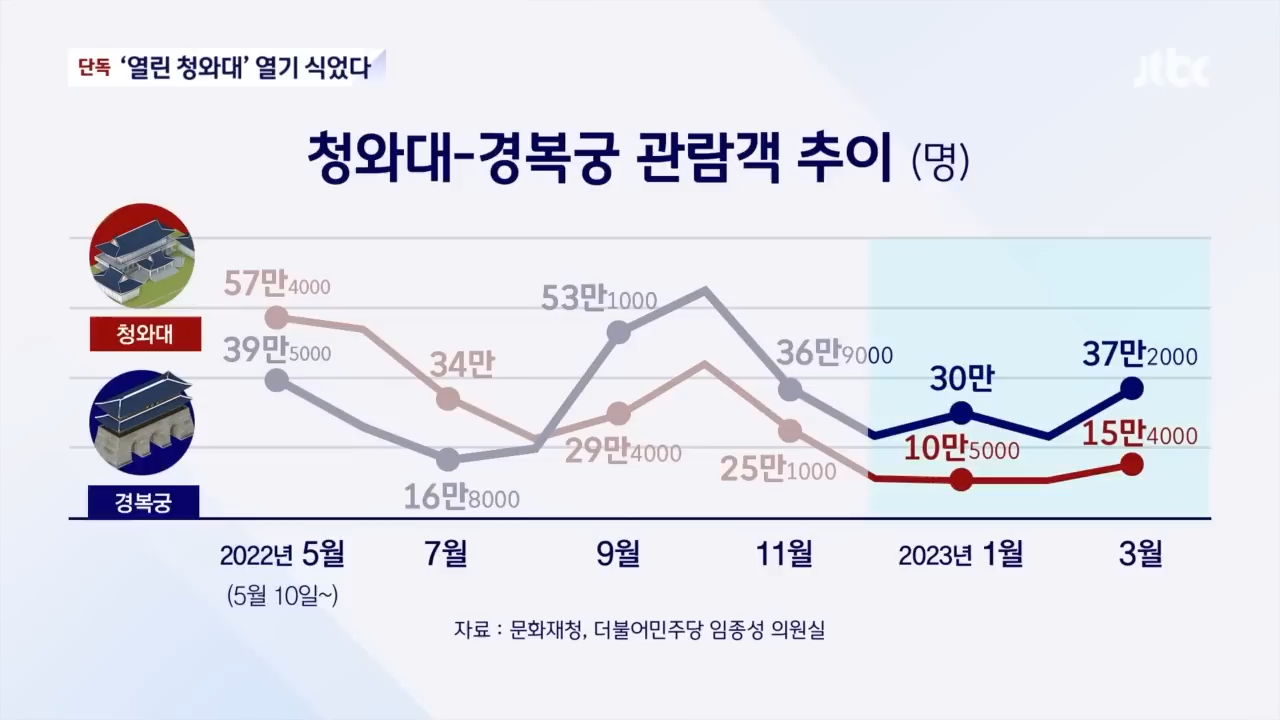 단독 ‘열린 청와대’ 열기 식었다
jtbc
청와대-경복궁 관람객 추이 (명)
청와대
경복궁
57만4000
39만5000
34만
16만8000
53만1000
29만4000
36만9000
25만1000
30만
10만5000
37만2000
15만4000
2022년 5월 7월 9월 11월 2023년 1월 3월
(5월 10일~)
자료 : 문화재청, 더불어민주당 임종성 의원실